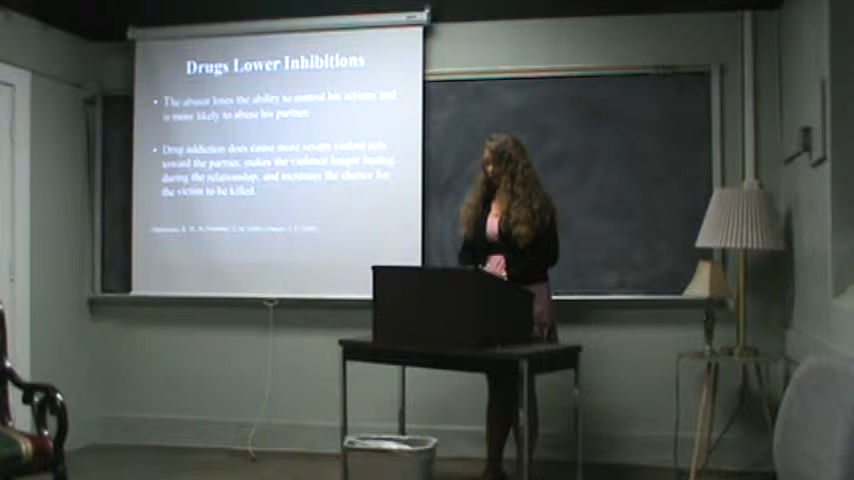 Drugs Lower Inhibitions
• The abuser loses the ability to control his actions and
is more likely to abuse his partner.
• Drug addiction does cause more severe violent acts
toward the partner, makes the violence longer lasting
during the relationship, and increases the chance for
the victim to be killed.